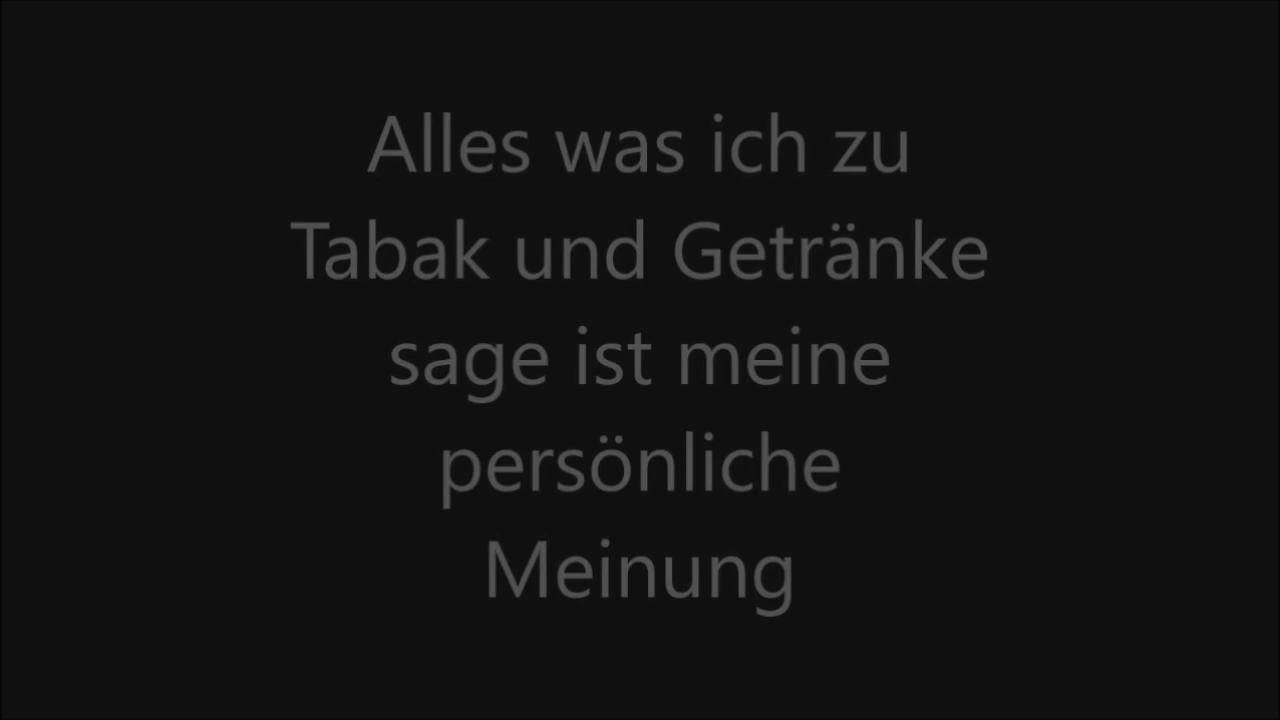 Alles was ich zu
Tabak und Getränke
sage ist meine
persönliche
Meinung